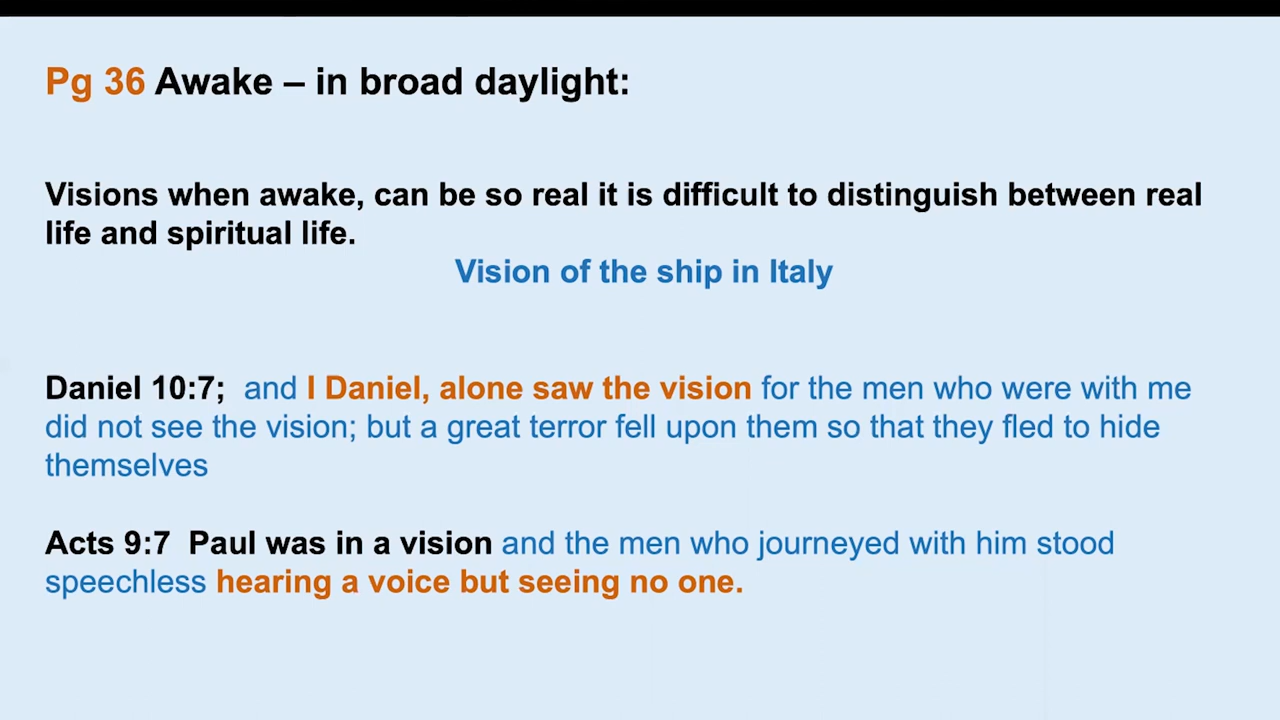 Pg 36 Awake – in broad daylight:
Visions when awake, can be so real it is difficult to distinguish between real
life and spiritual life.
Vision of the ship in Italy
Daniel 10:7;  and I Daniel, alone saw the vision for the men who were with me
did not see the vision; but a great terror fell upon them so that they fled to hide
themselves
Acts 9:7  Paul was in a vision and the men who journeyed with him stood
speechless hearing a voice but seeing no one.